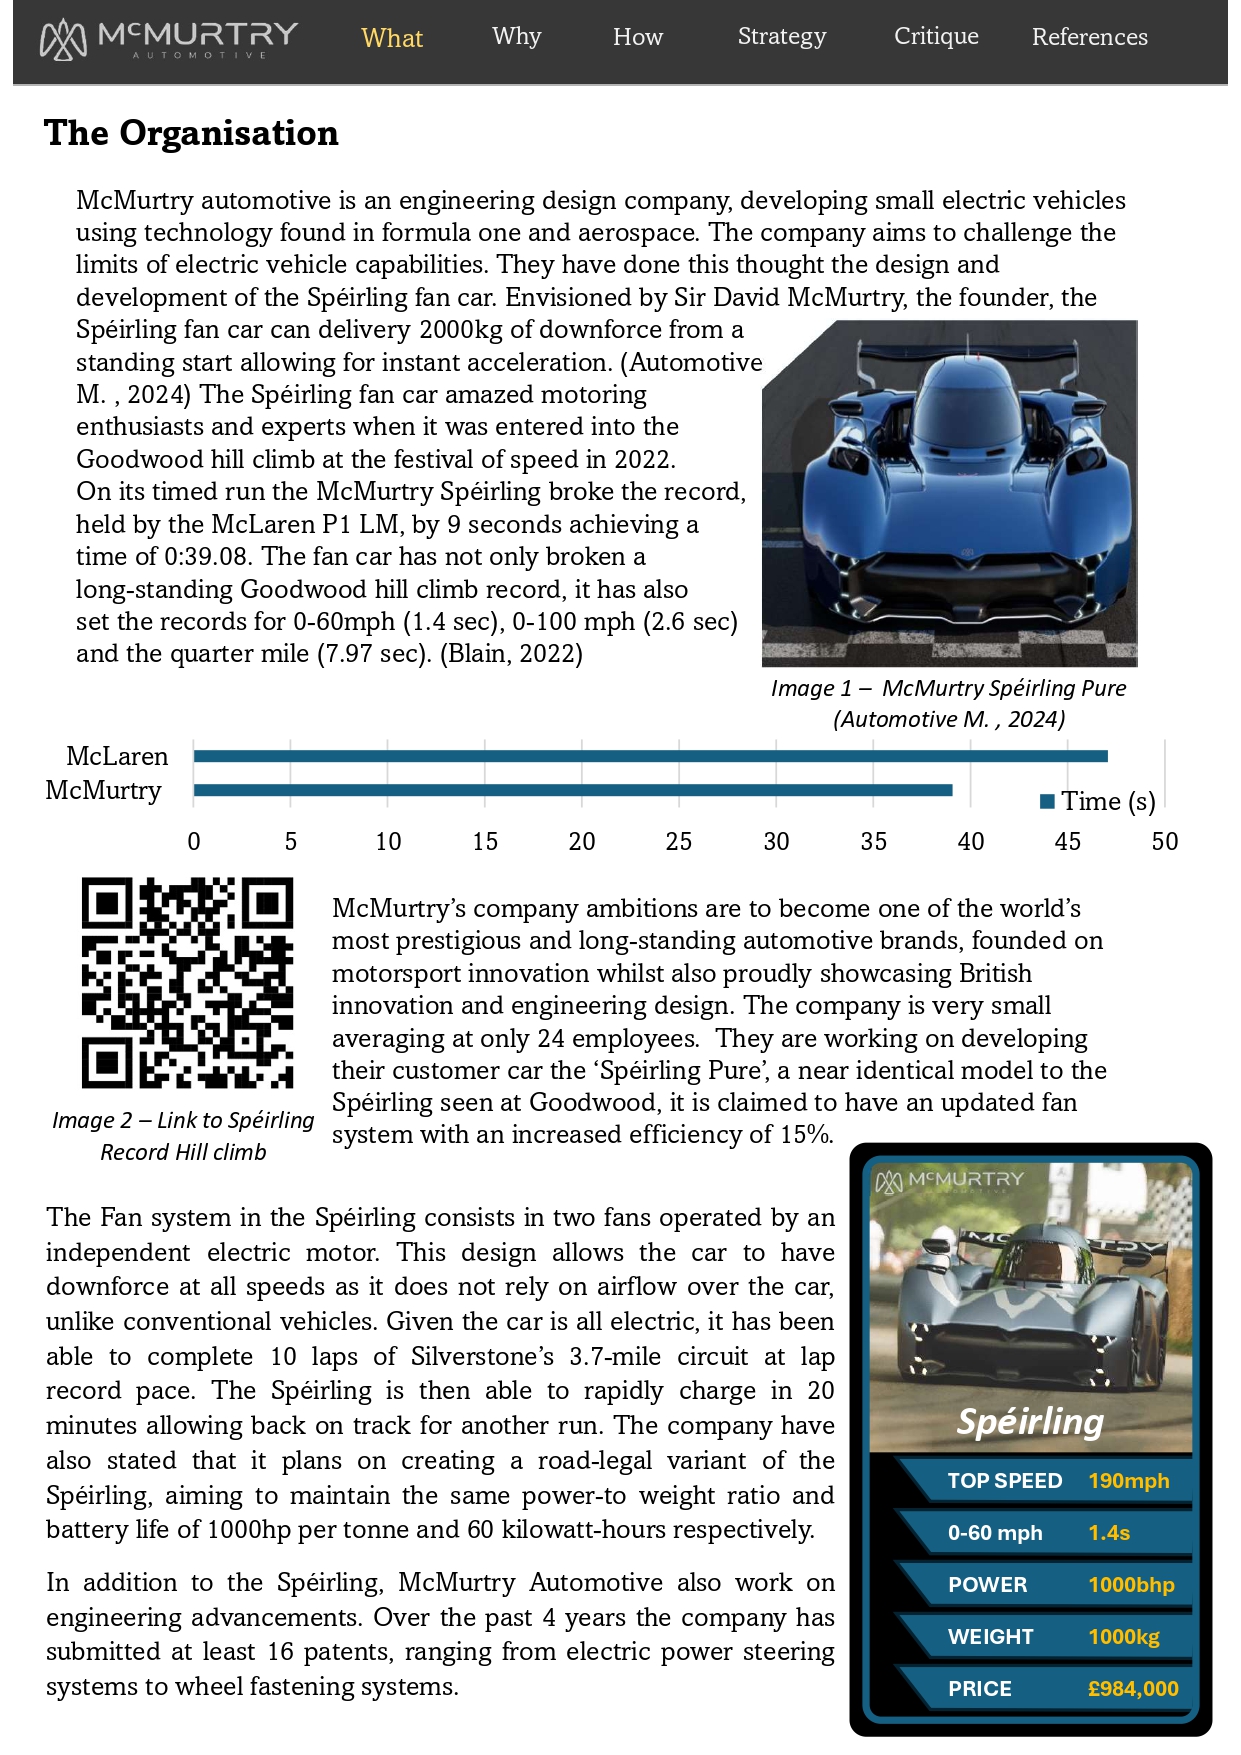 McMURTRY
AUTOMOTIVE
What
Why
How
Strategy
Critique
References
The Organisation
McMurtry automotive is an engineering design company, developing small electric vehicles
using technology found in formula one and aerospace. The company aims to challenge the
limits of electric vehicle capabilities. They have done this thought the design and
development of the Spéirling fan car. Envisioned by Sir David McMurtry, the founder, the
Spéirling fan car can delivery 2000kg of downforce from a
standing start allowing for instant acceleration. (Automotive
M. , 2024) The Spéirling fan car amazed motoring
enthusiasts and experts when it was entered into the
Goodwood hill climb at the festival of speed in 2022.
On its timed run the McMurtry Spéirling broke the record,
held by the McLaren P1 LM, by 9 seconds achieving a
time of 0:39.08. The fan car has not only broken a
long-standing Goodwood hill climb record, it has also
set the records for 0-60mph (1.4 sec), 0-100 mph (2.6 sec)
and the quarter mile (7.97 sec). (Blain, 2022)
Image 1 – McMurtry Spéirling Pure
(Automotive M. , 2024)
McLaren
McMurtry
Time (s)
0 5 10 15 20 25 30 35 40 45 50
Image 2 – Link to Spéirling
Record Hill climb
McMurtry’s company ambitions are to become one of the world’s
most prestigious and long-standing automotive brands, founded on
motorsport innovation whilst also proudly showcasing British
innovation and engineering design. The company is very small
averaging at only 24 employees.  They are working on developing
their customer car the ‘Spéirling Pure’, a near identical model to the
Spéirling seen at Goodwood, it is claimed to have an updated fan
system with an increased efficiency of 15%.
The Fan system in the Spéirling consists in two fans operated by an
independent electric motor. This design allows the car to have
downforce at all speeds as it does not rely on airflow over the car,
unlike conventional vehicles. Given the car is all electric, it has been
able to complete 10 laps of Silverstone’s 3.7-mile circuit at lap
record pace. The Spéirling is then able to rapidly charge in 20
minutes allowing back on track for another run. The company have
also stated that it plans on creating a road-legal variant of the
Spéirling, aiming to maintain the same power-to weight ratio and
battery life of 1000hp per tonne and 60 kilowatt-hours respectively.
In addition to the Spéirling, McMurtry Automotive also work on
engineering advancements. Over the past 4 years the company has
submitted at least 16 patents, ranging from electric power steering
systems to wheel fastening systems.
McMURTRY
AUTOMOTIVE
Spéirling
TOP SPEED 190mph
0-60 mph 1.4s
POWER 1000bhp
WEIGHT 1000kg
PRICE £984,000